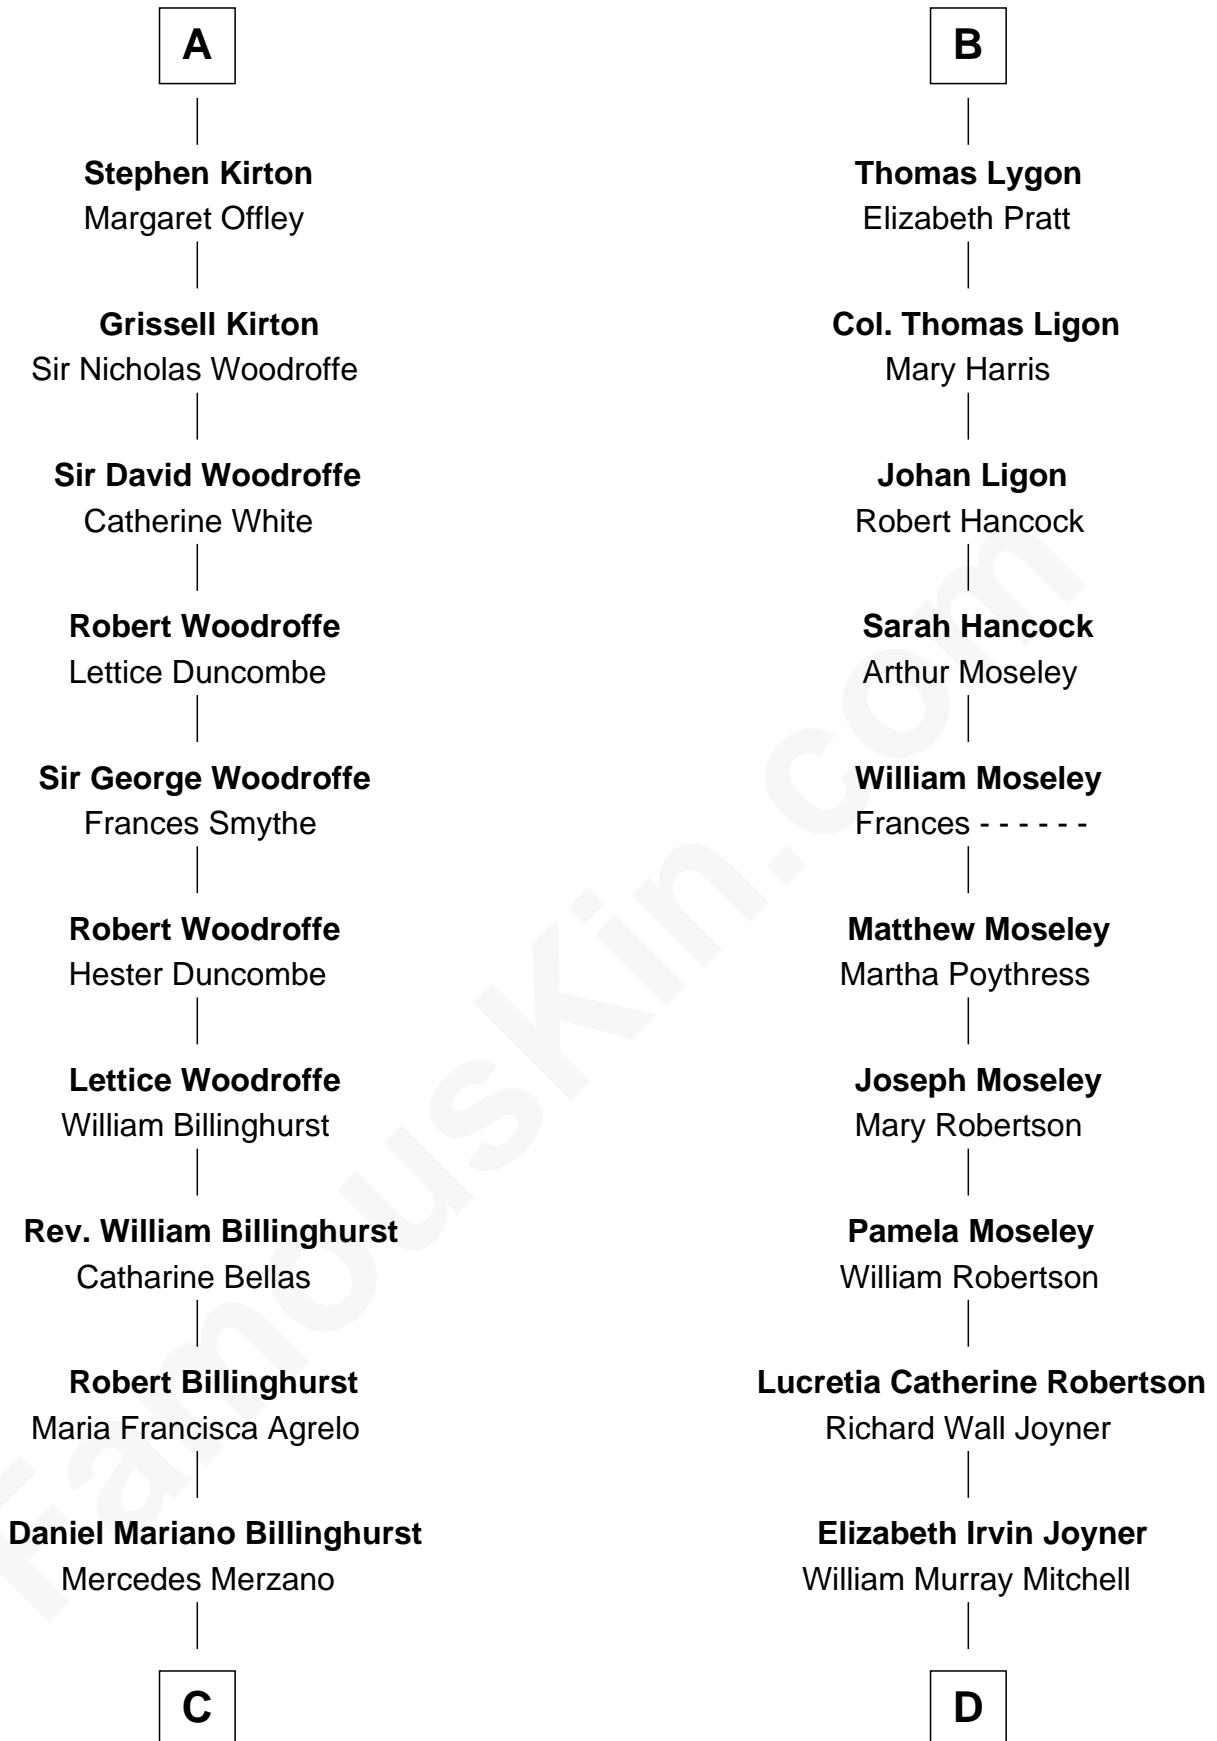 A
Stephen Kirton
Margaret Offley
Grissell Kirton
Sir Nicholas Woodroffe
Sir David Woodroffe
Catherine White
Robert Woodroffe
Lettice Duncombe
Sir George Woodroffe
Frances Smythe
Robert Woodroffe
Hester Duncombe
Lettice Woodroffe
William Billinghurst
Rev. William Billinghurst
Catharine Bellas
Robert Billinghurst
Maria Francisca Agrelo
Daniel Mariano Billinghurst
Mercedes Merzano
C
B
Thomas Lygon
Elizabeth Pratt
Col. Thomas Ligon
Mary Harris
Johan Ligon
Robert Hancock
Sarah Hancock
Arthur Moseley
William Moseley
Frances - - - - - -
Matthew Moseley
Martha Poythress
Joseph Moseley
Mary Robertson
Pamela Moseley
William Robertson
Lucretia Catherine Robertson
Richard Wall Joyner
Elizabeth Irvin Joyner
William Murray Mitchell
D
FamousKin.com